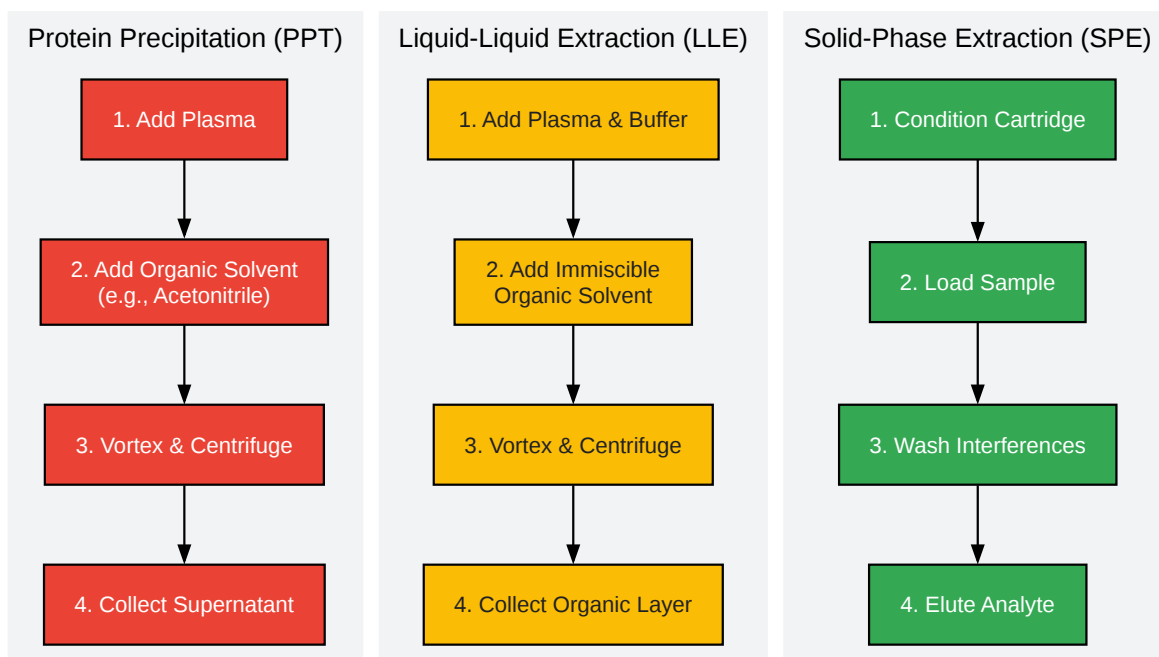 Protein Precipitation (PPT)
1. Add Plasma
2. Add Organic Solvent
(e.g., Acetonitrile)
3. Vortex & Centrifuge
4. Collect Supernatant
Liquid-Liquid Extraction (LLE)
1. Add Plasma & Buffer
2. Add Immiscible
Organic Solvent
3. Vortex & Centrifuge
4. Collect Organic Layer
Solid-Phase Extraction (SPE)
1. Condition Cartridge
2. Load Sample
3. Wash Interferences
4. Elute Analyte